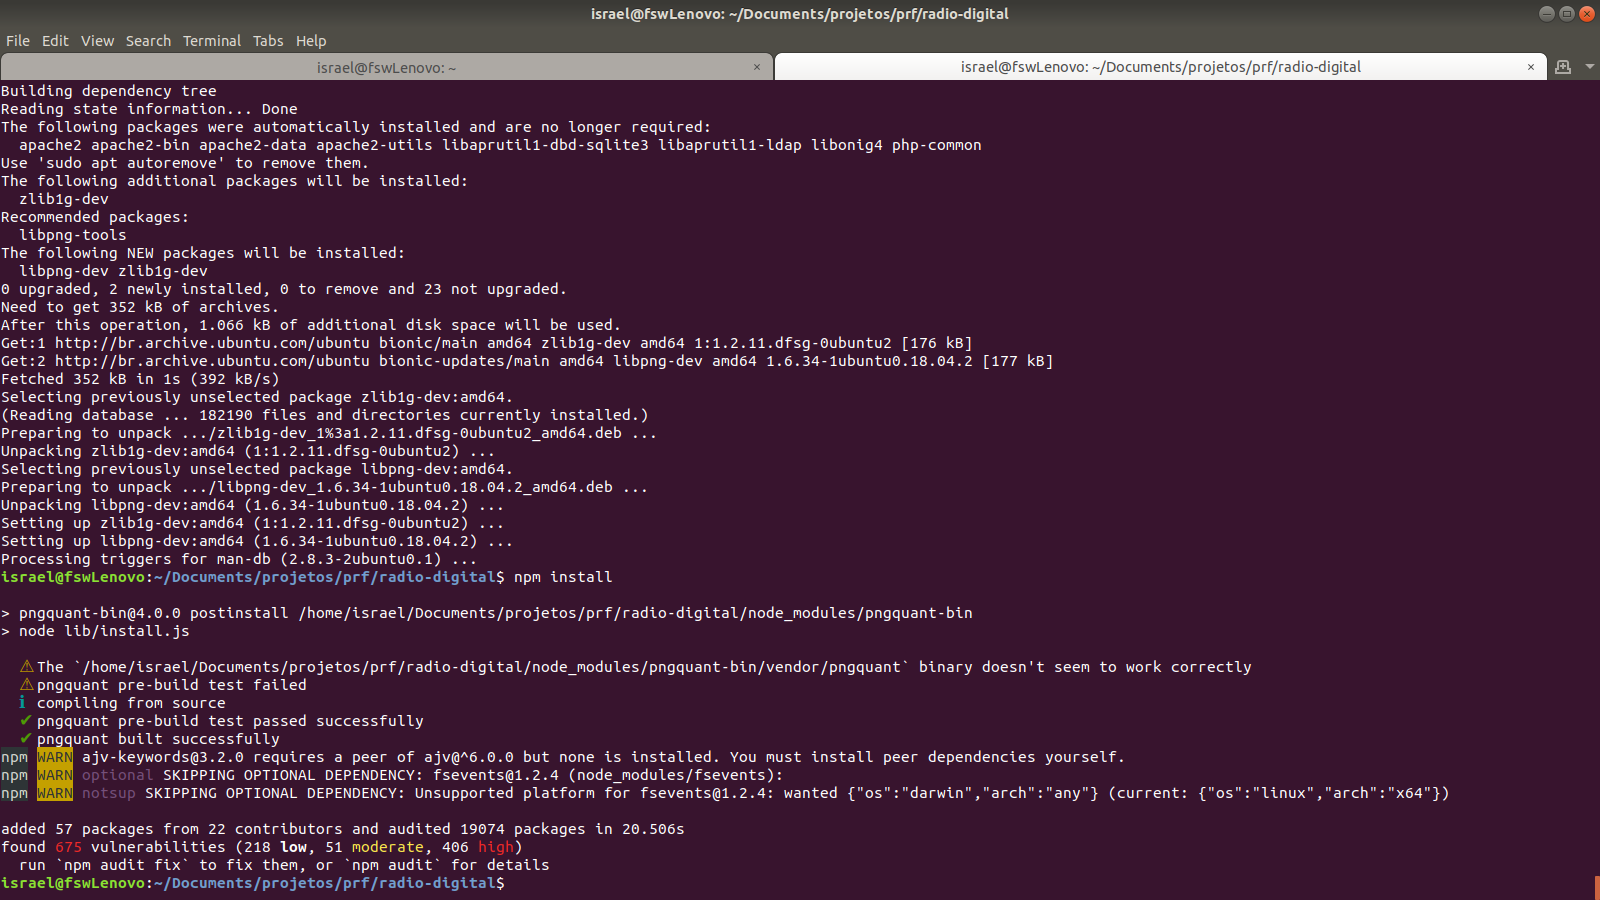 israel@fswLenovo: ~/Documents/projetos/prf/radio-digital
File Edit View Search Terminal Tabs Help
israel@fswLenovo: ~ × israel@fswLenovo: ~/Documents/projetos/prf/radio-digital ×
Building dependency tree
Reading state information... Done
The following packages were automatically installed and are no longer required:
  apache2 apache2-bin apache2-data apache2-utils libaprutil1-dbd-sqlite3 libaprutil1-ldap libonig4 php-common
Use 'sudo apt autoremove' to remove them.
The following additional packages will be installed:
  zlib1g-dev
Recommended packages:
  libpng-tools
The following NEW packages will be installed:
  libpng-dev zlib1g-dev
0 upgraded, 2 newly installed, 0 to remove and 23 not upgraded.
Need to get 352 kB of archives.
After this operation, 1.066 kB of additional disk space will be used.
Get:1 http://br.archive.ubuntu.com/ubuntu bionic/main amd64 zlib1g-dev amd64 1:1.2.11.dfsg-0ubuntu2 [176 kB]
Get:2 http://br.archive.ubuntu.com/ubuntu bionic-updates/main amd64 libpng-dev amd64 1.6.34-1ubuntu0.18.04.2 [177 kB]
Fetched 352 kB in 1s (392 kB/s)
Selecting previously unselected package zlib1g-dev:amd64.
(Reading database ... 182190 files and directories currently installed.)
Preparing to unpack .../zlib1g-dev_1%3a1.2.11.dfsg-0ubuntu2_amd64.deb ...
Unpacking zlib1g-dev:amd64 (1:1.2.11.dfsg-0ubuntu2) ...
Selecting previously unselected package libpng-dev:amd64.
Preparing to unpack .../libpng-dev_1.6.34-1ubuntu0.18.04.2_amd64.deb ...
Unpacking libpng-dev:amd64 (1.6.34-1ubuntu0.18.04.2) ...
Setting up zlib1g-dev:amd64 (1:1.2.11.dfsg-0ubuntu2) ...
Setting up libpng-dev:amd64 (1.6.34-1ubuntu0.18.04.2) ...
Processing triggers for man-db (2.8.3-2ubuntu0.1) ...
israel@fswLenovo:~/Documents/projetos/prf/radio-digital$ npm install
> pngquant-bin@4.0.0 postinstall /home/israel/Documents/projetos/prf/radio-digital/node_modules/pngquant-bin
> node lib/install.js
  ⚠ The `/home/israel/Documents/projetos/prf/radio-digital/node_modules/pngquant-bin/vendor/pngquant` binary doesn't seem to work correctly
  ⚠ pngquant pre-build test failed
  ℹ compiling from source
  ✔ pngquant pre-build test passed successfully
  ✔ pngquant built successfully
npm WARN ajv-keywords@3.2.0 requires a peer of ajv@^6.0.0 but none is installed. You must install peer dependencies yourself.
npm WARN optional SKIPPING OPTIONAL DEPENDENCY: fsevents@1.2.4 (node_modules/fsevents):
npm WARN notsup SKIPPING OPTIONAL DEPENDENCY: Unsupported platform for fsevents@1.2.4: wanted {"os":"darwin","arch":"any"} (current: {"os":"linux","arch":"x64"})
added 57 packages from 22 contributors and audited 19074 packages in 20.506s
found 675 vulnerabilities (218 low, 51 moderate, 406 high)
  run `npm audit fix` to fix them, or `npm audit` for details
israel@fswLenovo:~/Documents/projetos/prf/radio-digital$